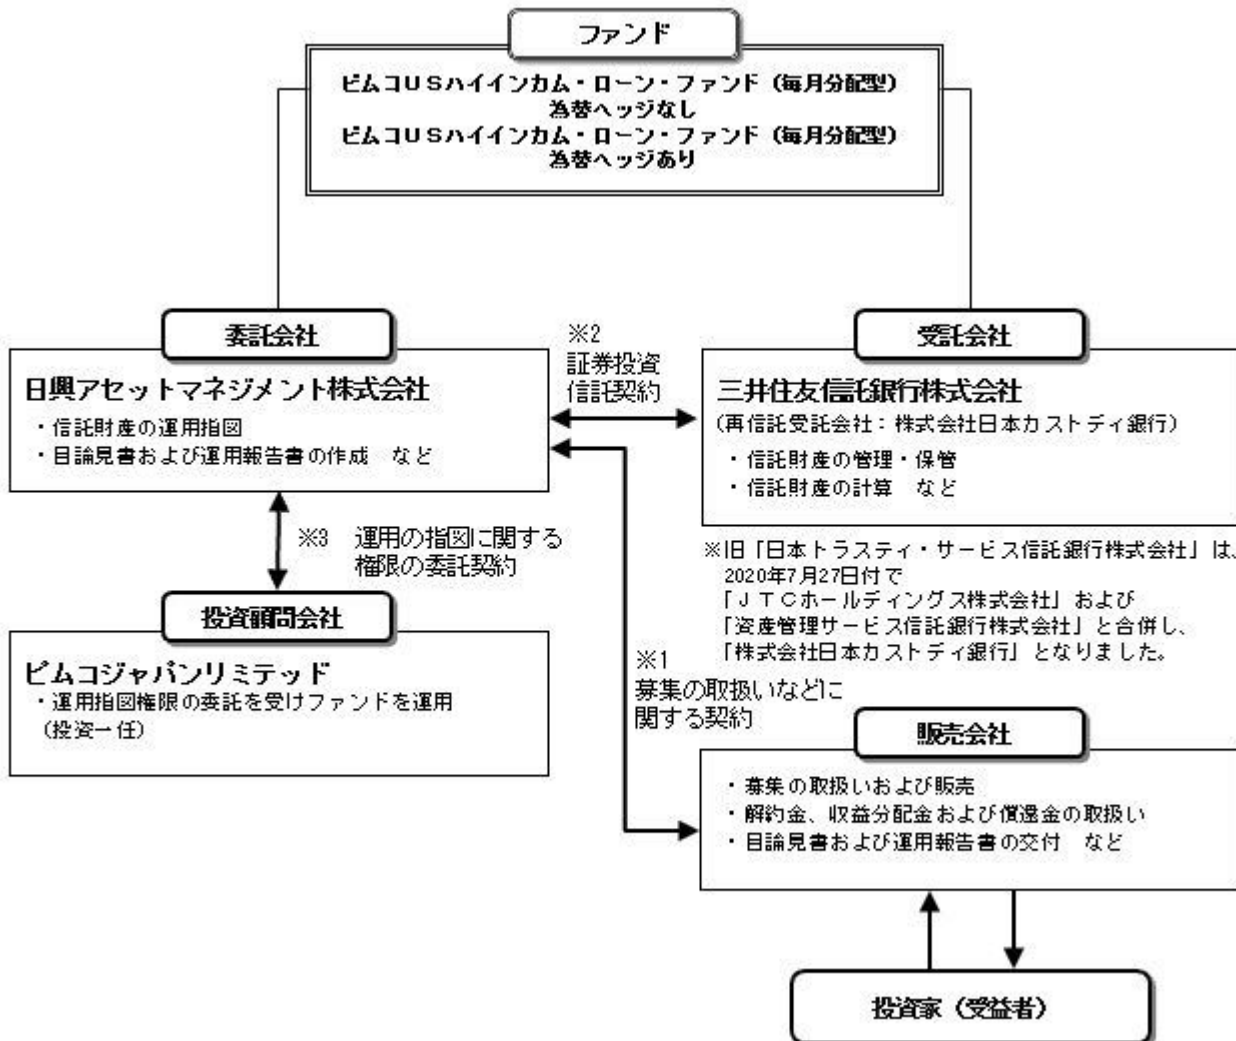 ファンド
ピムコUSハイインカム・ローン・ファンド（毎月分配型）
為替ヘッジなし
ピムコUSハイインカム・ローン・ファンド（毎月分配型）
為替ヘッジあり
委託会社
日興アセットマネジメント株式会社
・信託財産の運用指図
・目論見書および運用報告書の作成　など
※2
証券投資
信託契約
受託会社
三井住友信託銀行株式会社
（再信託受託会社：株式会社日本カストディ銀行）
・信託財産の管理・保管
・信託財産の計算　など
※旧「日本トラスティ・サービス信託銀行株式会社」は、
2020年7月27日付で
「ＪＴＣホールディングス株式会社」および
「資産管理サービス信託銀行株式会社」と合併し、
「株式会社日本カストディ銀行」となりました。
※3　運用の指図に関する
権限の委託契約
投資顧問会社
ピムコジャパンリミテッド
・運用指図権限の委託を受けファンドを運用
（投資一任）
※1
募集の取扱いなどに
関する契約
販売会社
・募集の取扱いおよび販売
・解約金、収益分配金および償還金の取扱い
・目論見書および運用報告書の交付　など
投資家（受益者）